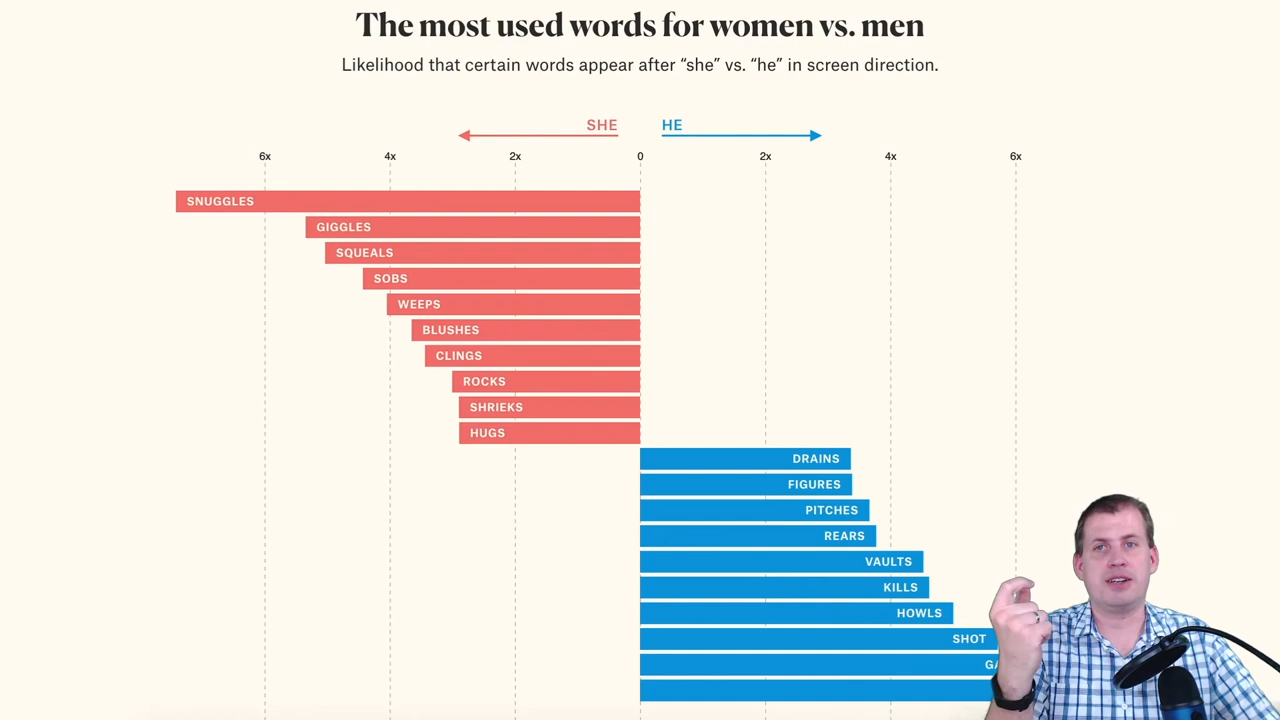 The most used words for women vs. men
Likelihood that certain words appear after “she” vs. “he” in screen direction.
SHE HE
6x 4x 2x 0 2x 4x 6x
SNUGGLES
GIGGLES
SQUEALS
SOBS
WEEPS
BLUSHES
CLINGS
ROCKS
SHRIEKS
HUGS
DRAINS
FIGURES
PITCHES
REARS
VAULTS
KILLS
HOWLS
SHOT